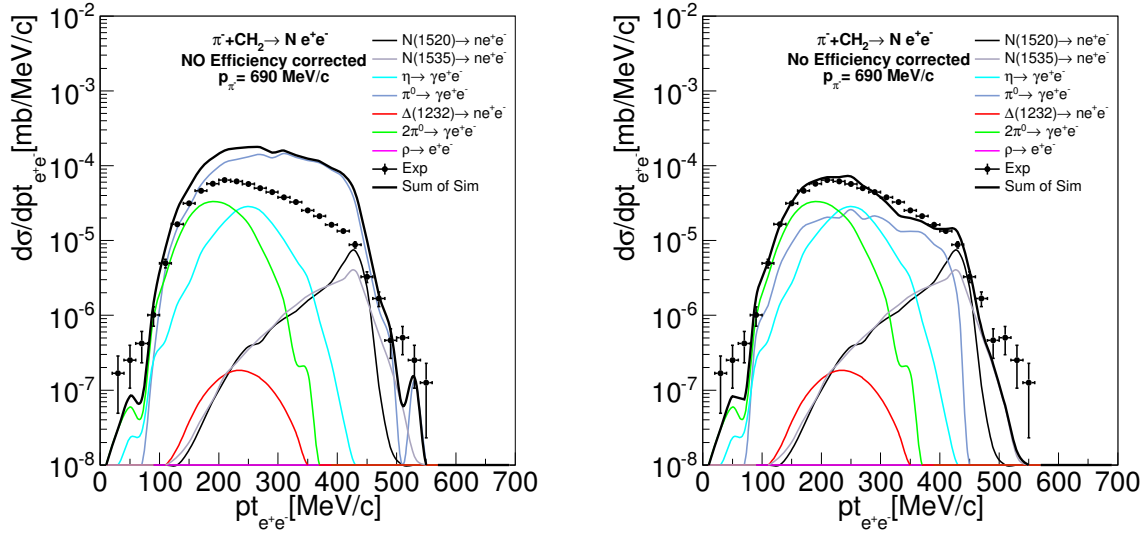 π⁻+CH₂→ N e⁺e⁻
NO Efficiency corrected
p_π⁻= 690 MeV/c
N(1520)→ ne⁺e⁻
N(1535)→ ne⁺e⁻
η→ γe⁺e⁻
π⁰→ γe⁺e⁻
Δ(1232)→ ne⁺e⁻
2π⁰→ γe⁺e⁻
ρ→ e⁺e⁻
Exp
Sum of Sim
dσ/dpt_e⁺e⁻[mb/MeV/c]
10⁻²
10⁻³
10⁻⁴
10⁻⁵
10⁻⁶
10⁻⁷
10⁻⁸
0 100 200 300 400 500 600 700
pt_e⁺e⁻[MeV/c]
π⁻+CH₂→ N e⁺e⁻
NO Efficiency corrected
p_π⁻= 690 MeV/c
N(1520)→ ne⁺e⁻
N(1535)→ ne⁺e⁻
η→ γe⁺e⁻
π⁰→ γe⁺e⁻
Δ(1232)→ ne⁺e⁻
2π⁰→ γe⁺e⁻
ρ→ e⁺e⁻
Exp
Sum of Sim
dσ/dpt_e⁺e⁻[mb/MeV/c]
10⁻²
10⁻³
10⁻⁴
10⁻⁵
10⁻⁶
10⁻⁷
10⁻⁸
0 100 200 300 400 500 600 700
pt_e⁺e⁻[MeV/c]